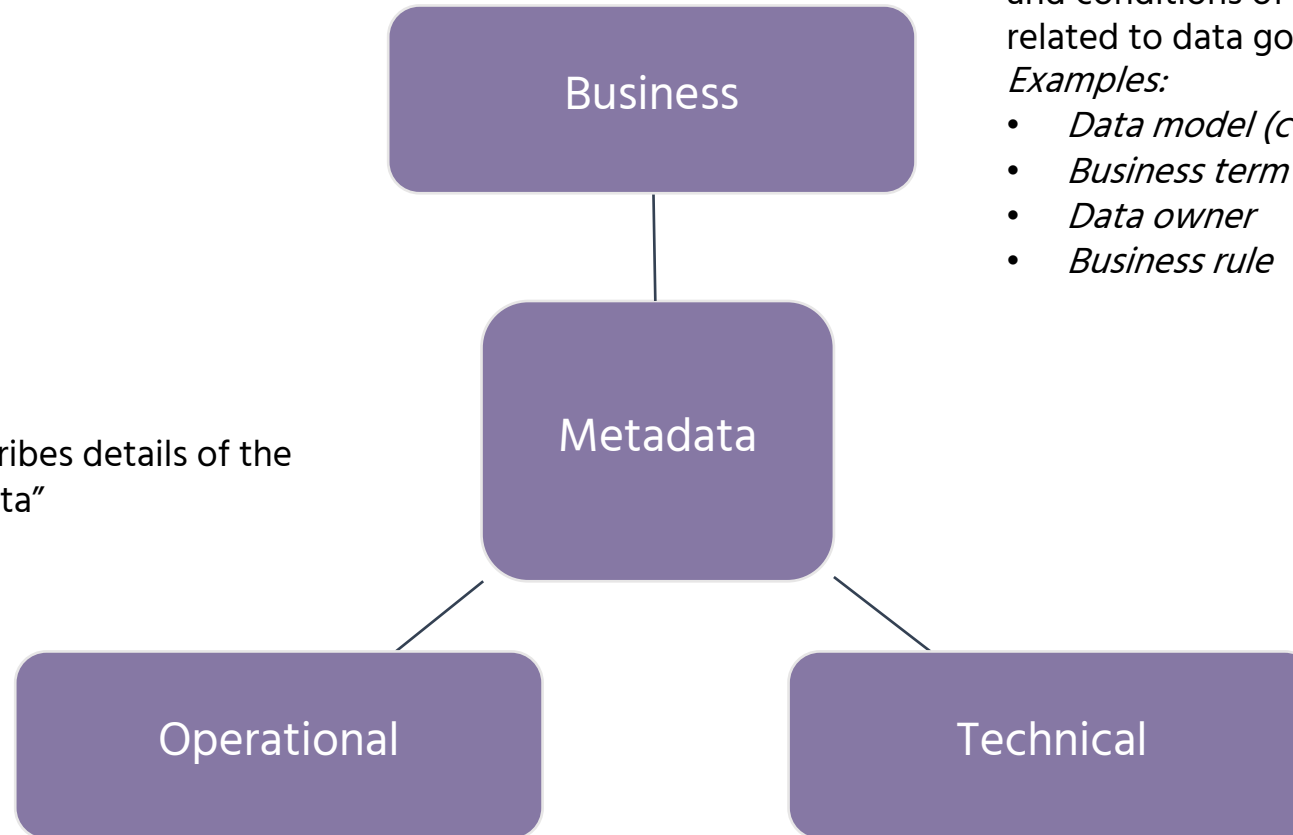 and conditions of
related to data go
Examples:
• Data model (c
• Business term
• Data owner
• Business rule
Business
Metadata
ribes details of the
ta”
Operational
Technical